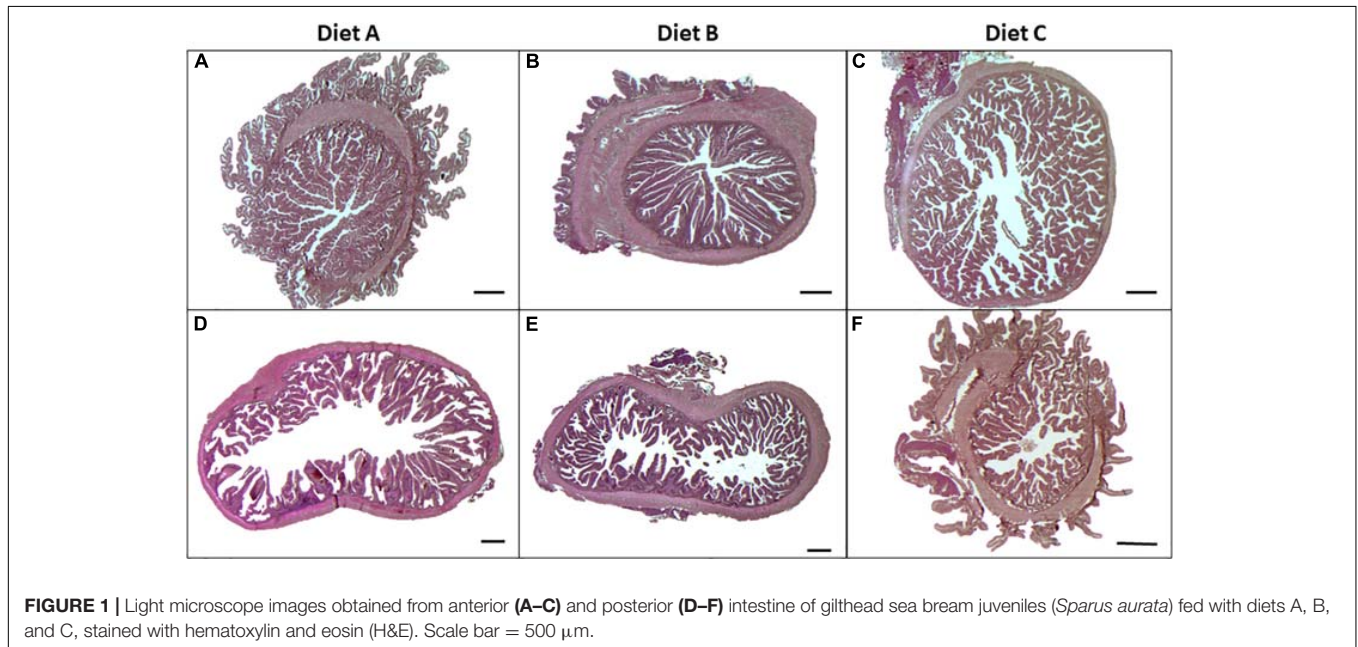 Diet A Diet B Diet C
A B C
D E F
FIGURE 1 | Light microscope images obtained from anterior (A–C) and posterior (D–F) intestine of gilthead sea bream juveniles (Sparus aurata) fed with diets A, B,
and C, stained with hematoxylin and eosin (H&E). Scale bar = 500 μm.